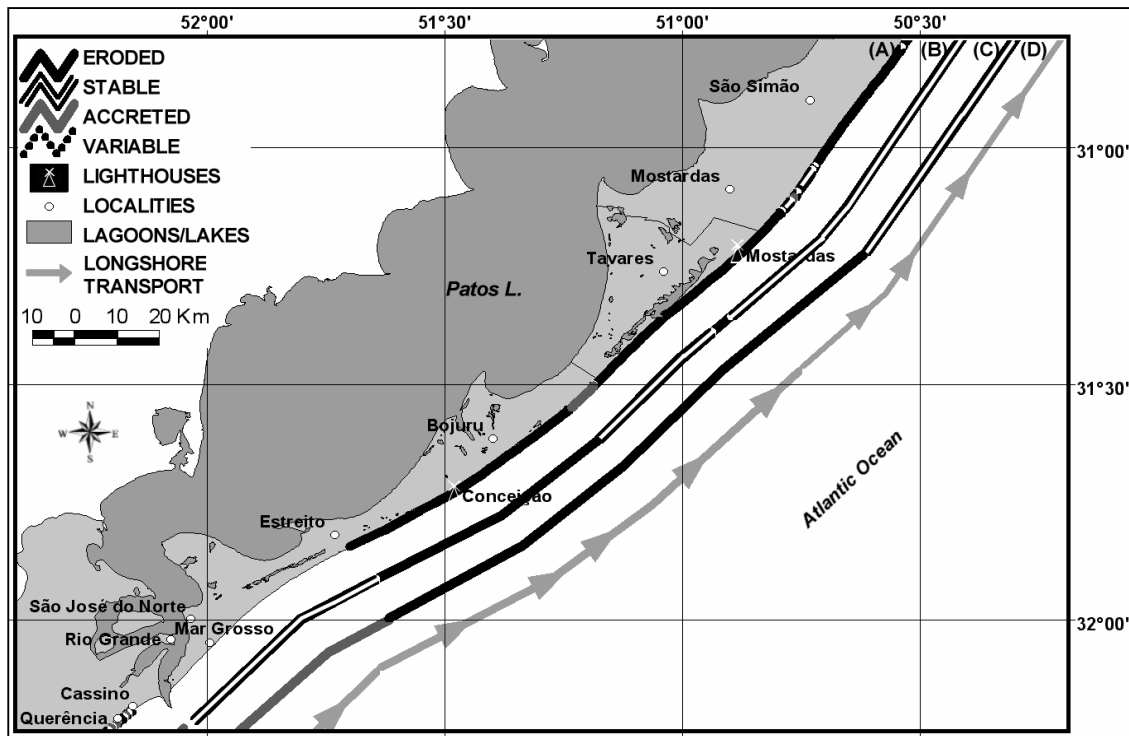 52°00' 51°30' 51°00' 50°30'
(A) (B) (C) (D)
ERODED
STABLE
ACCRETED
VARIABLE
LIGHTHOUSES
LOCALITIES
LAGOONS/LAKES
LONGSHORE
TRANSPORT
10 0 10 20 Km
N
W E
S
São Simão
31°00'
Mostardas
Mostardas
Tavares
Patos L.
31°30'
Bojuru
Conceição
Atlantic Ocean
Estreito
São José do Norte
Mar Grosso
Rio Grande
32°00'
Cassino
Querência